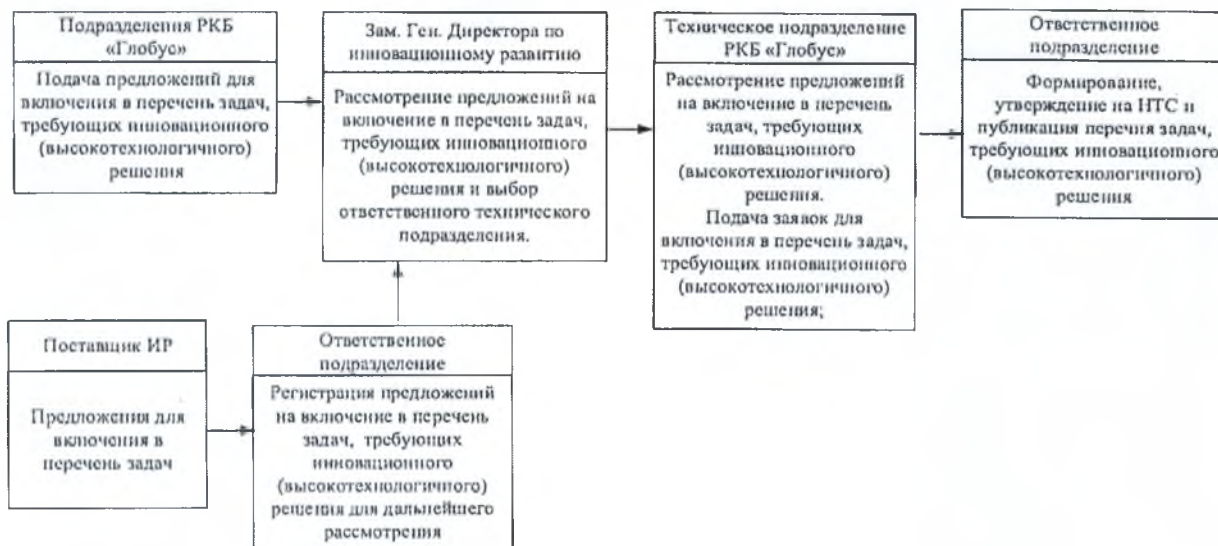 Подразделения РКБ
«Глобус»
Подача предложений для
включения в перечень задач,
требующих инновационного
(высокотехнологичного)
решения
Зам. Ген. Директора по
инновационному развитию
Рассмотрение предложений на
включение в перечень задач,
требующих инновационного
(высокотехнологичного)
решения и выбор
ответственного технического
подразделения.
Техническое подразделение
РКБ «Глобус»
Рассмотрение предложений
на включение в перечень
задач, требующих
инновационного
(высокотехнологичного)
решения.
Подача заявок для
включения в перечень задач,
требующих инновационного
(высокотехнологичного)
решения;
Ответственное
подразделение
Формирование,
утверждение на НТС и
публикация перечня задач,
требующих инновационного
(высокотехнологичного)
решения
Поставщик ИР
Предложения для
включения в
перечень задач
Ответственное
подразделение
Регистрация предложений
на включение в перечень
задач, требующих
инновационного
(высокотехнологичного)
решения для дальнейшего
рассмотрения